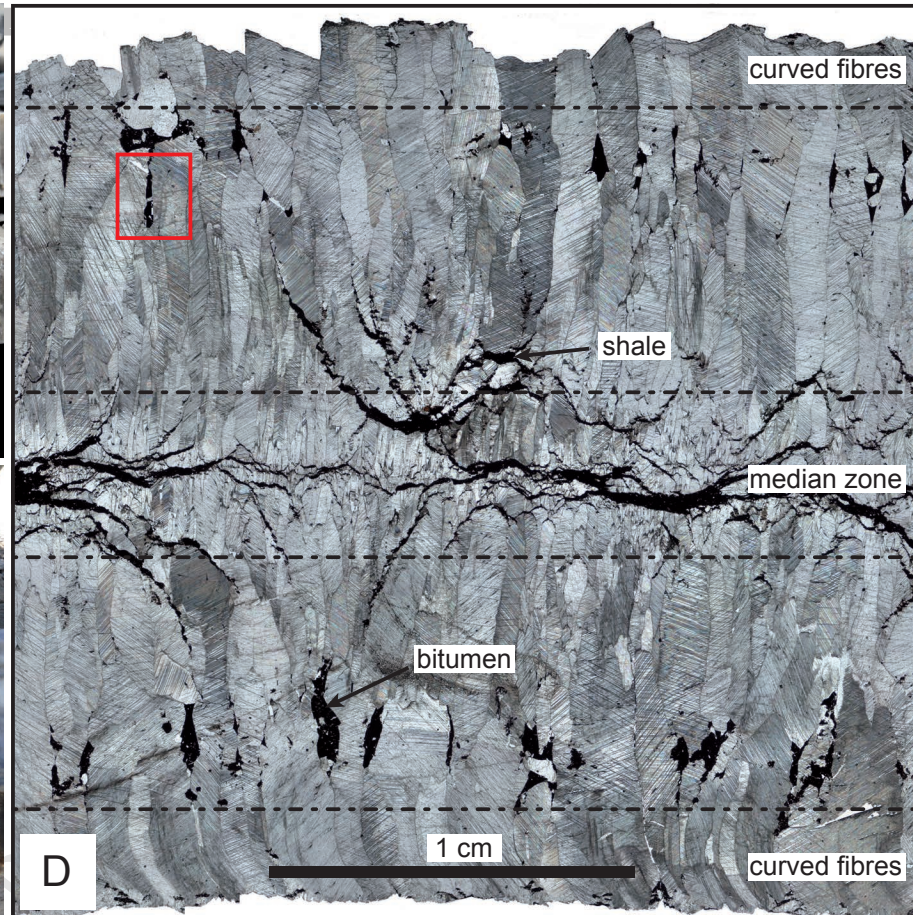 curved fibres
shale
median zone
bitumen
1 cm
D
curved fibres